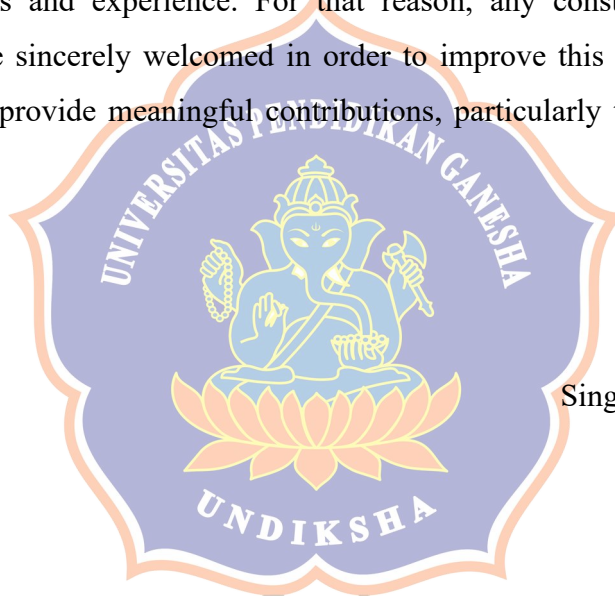 s and experience. For that reason, any const
e sincerely welcomed in order to improve this
provide meaningful contributions, particularly
UNIVERSITAS PENDIDIKAN GANESHA
Sing
UNDIKSHA